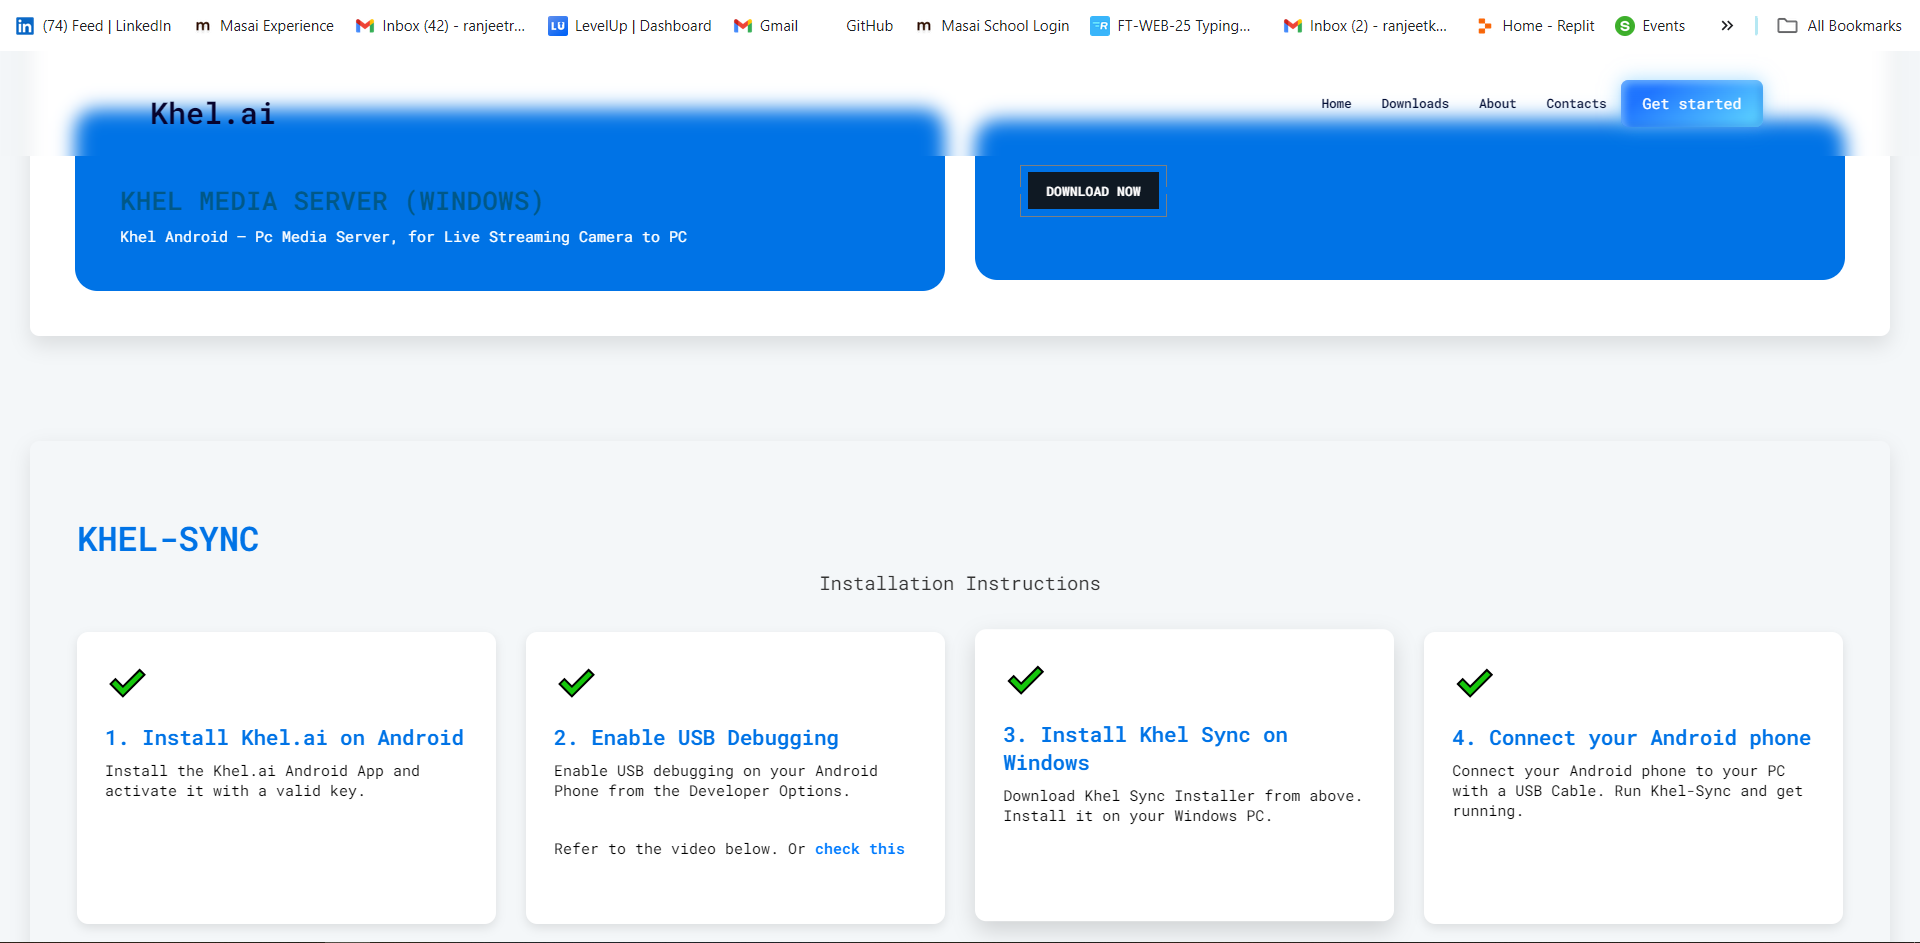 (74) Feed | LinkedIn
Masai Experience
Inbox (42) - ranjeetr...
LevelUp | Dashboard
Gmail
GitHub
Masai School Login
FT-WEB-25 Typing...
Inbox (2) - ranjeetk...
Home - Replit
Events
All Bookmarks
Khel.ai
Home
Downloads
About
Contacts
Get started
KHEL MEDIA SERVER (WINDOWS)
Khel Android – Pc Media Server, for Live Streaming Camera to PC
DOWNLOAD NOW
KHEL-SYNC
Installation Instructions
1. Install Khel.ai on Android
Install the Khel.ai Android App and
activate it with a valid key.
2. Enable USB Debugging
Enable USB debugging on your Android
Phone from the Developer Options.
Refer to the video below. Or check this
3. Install Khel Sync on
Windows
Download Khel Sync Installer from above.
Install it on your Windows PC.
4. Connect your Android phone
Connect your Android phone to your PC
with a USB Cable. Run Khel-Sync and get
running.